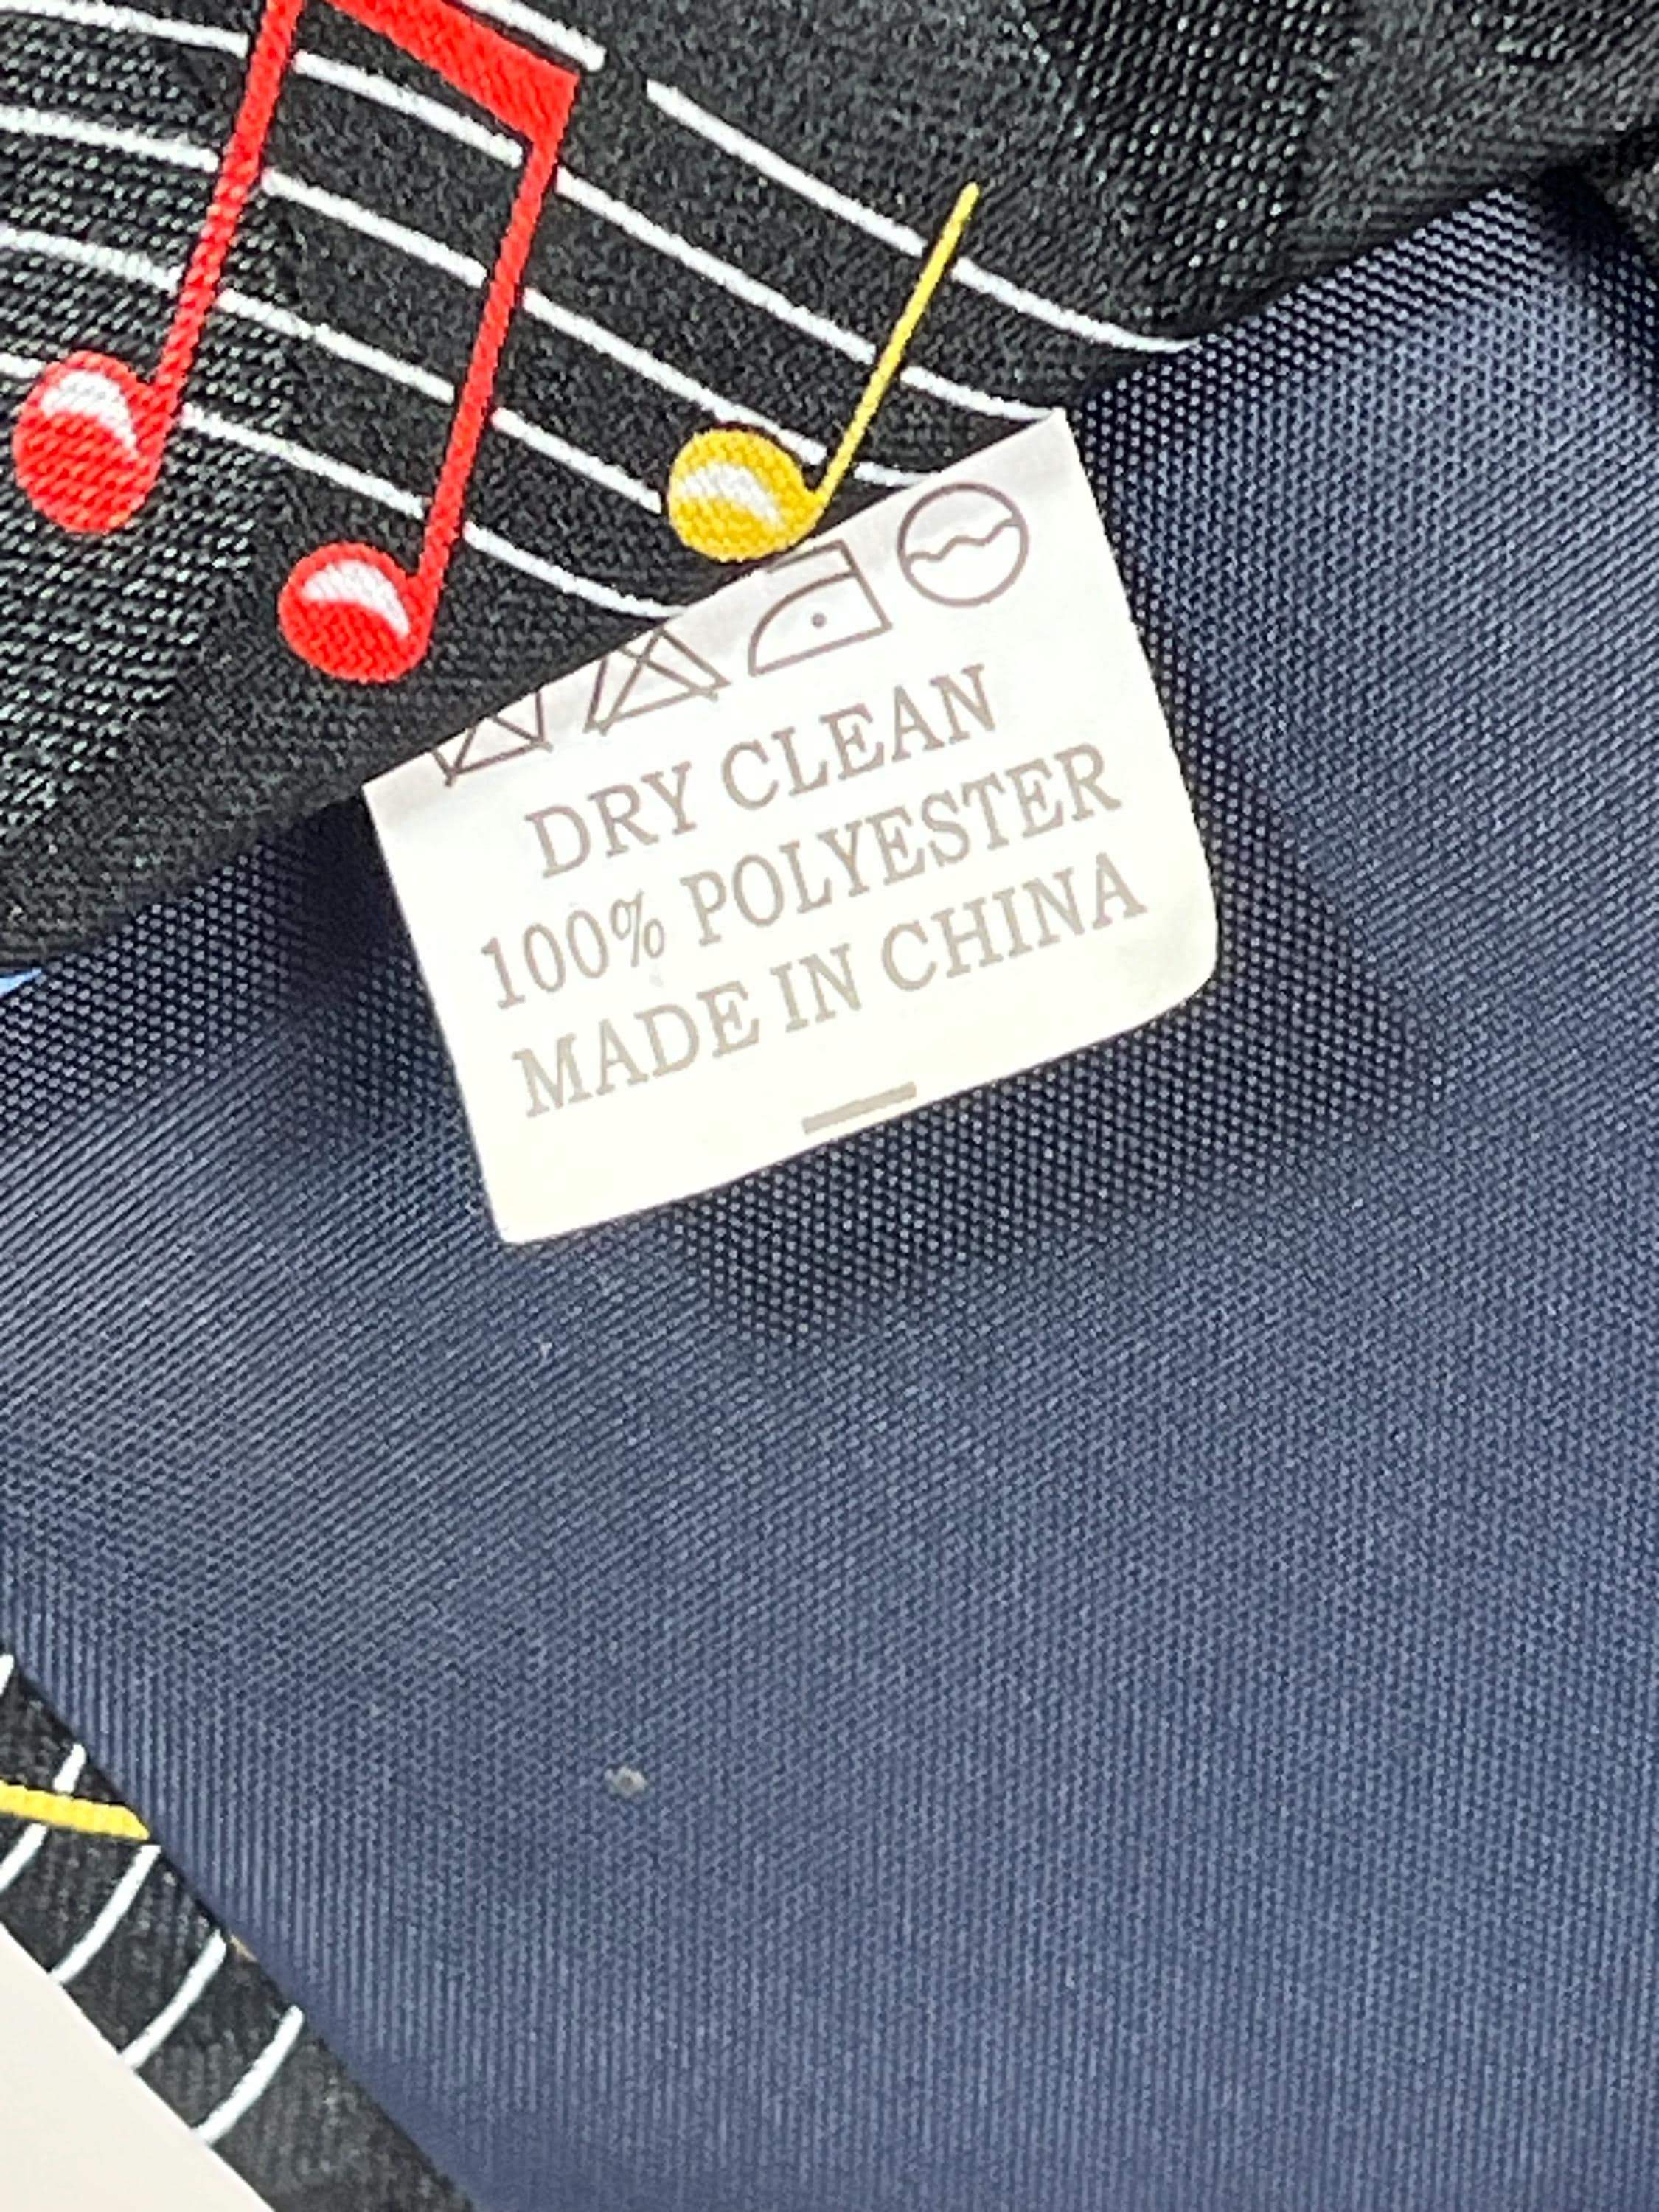 DRY CLEAN
100% POLYESTER
MADE IN CHINA